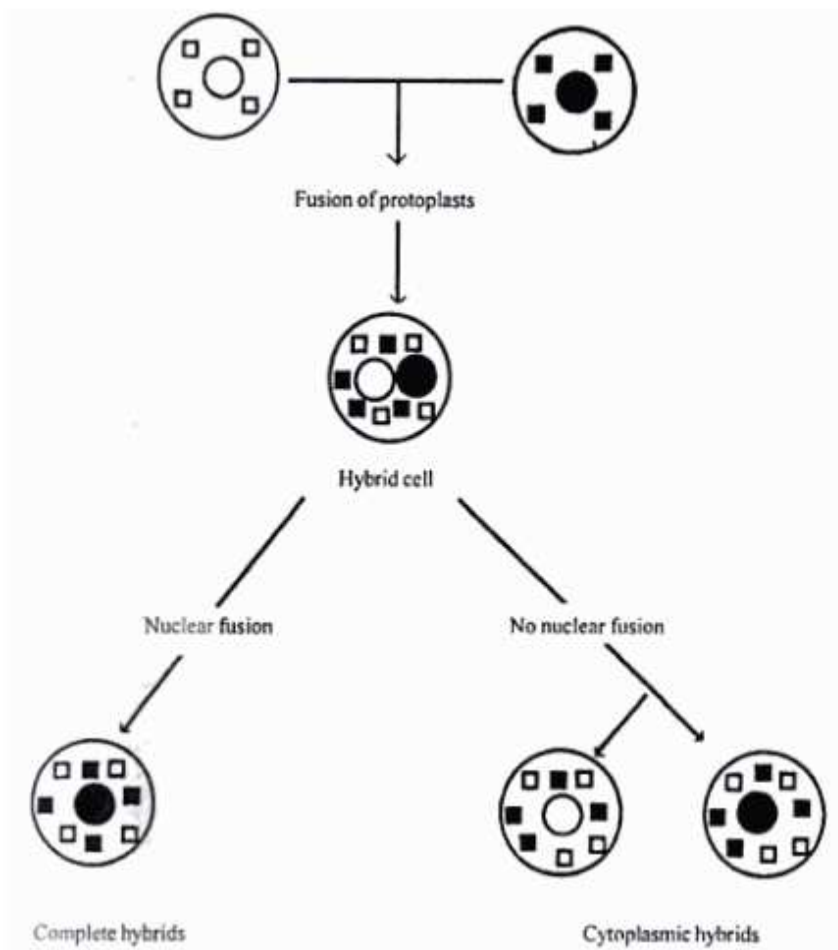 Fusion of protoplasts
Hybrid cell
Nuclear fusion
No nuclear fusion
Complete hybrids
Cytoplasmic hybrids